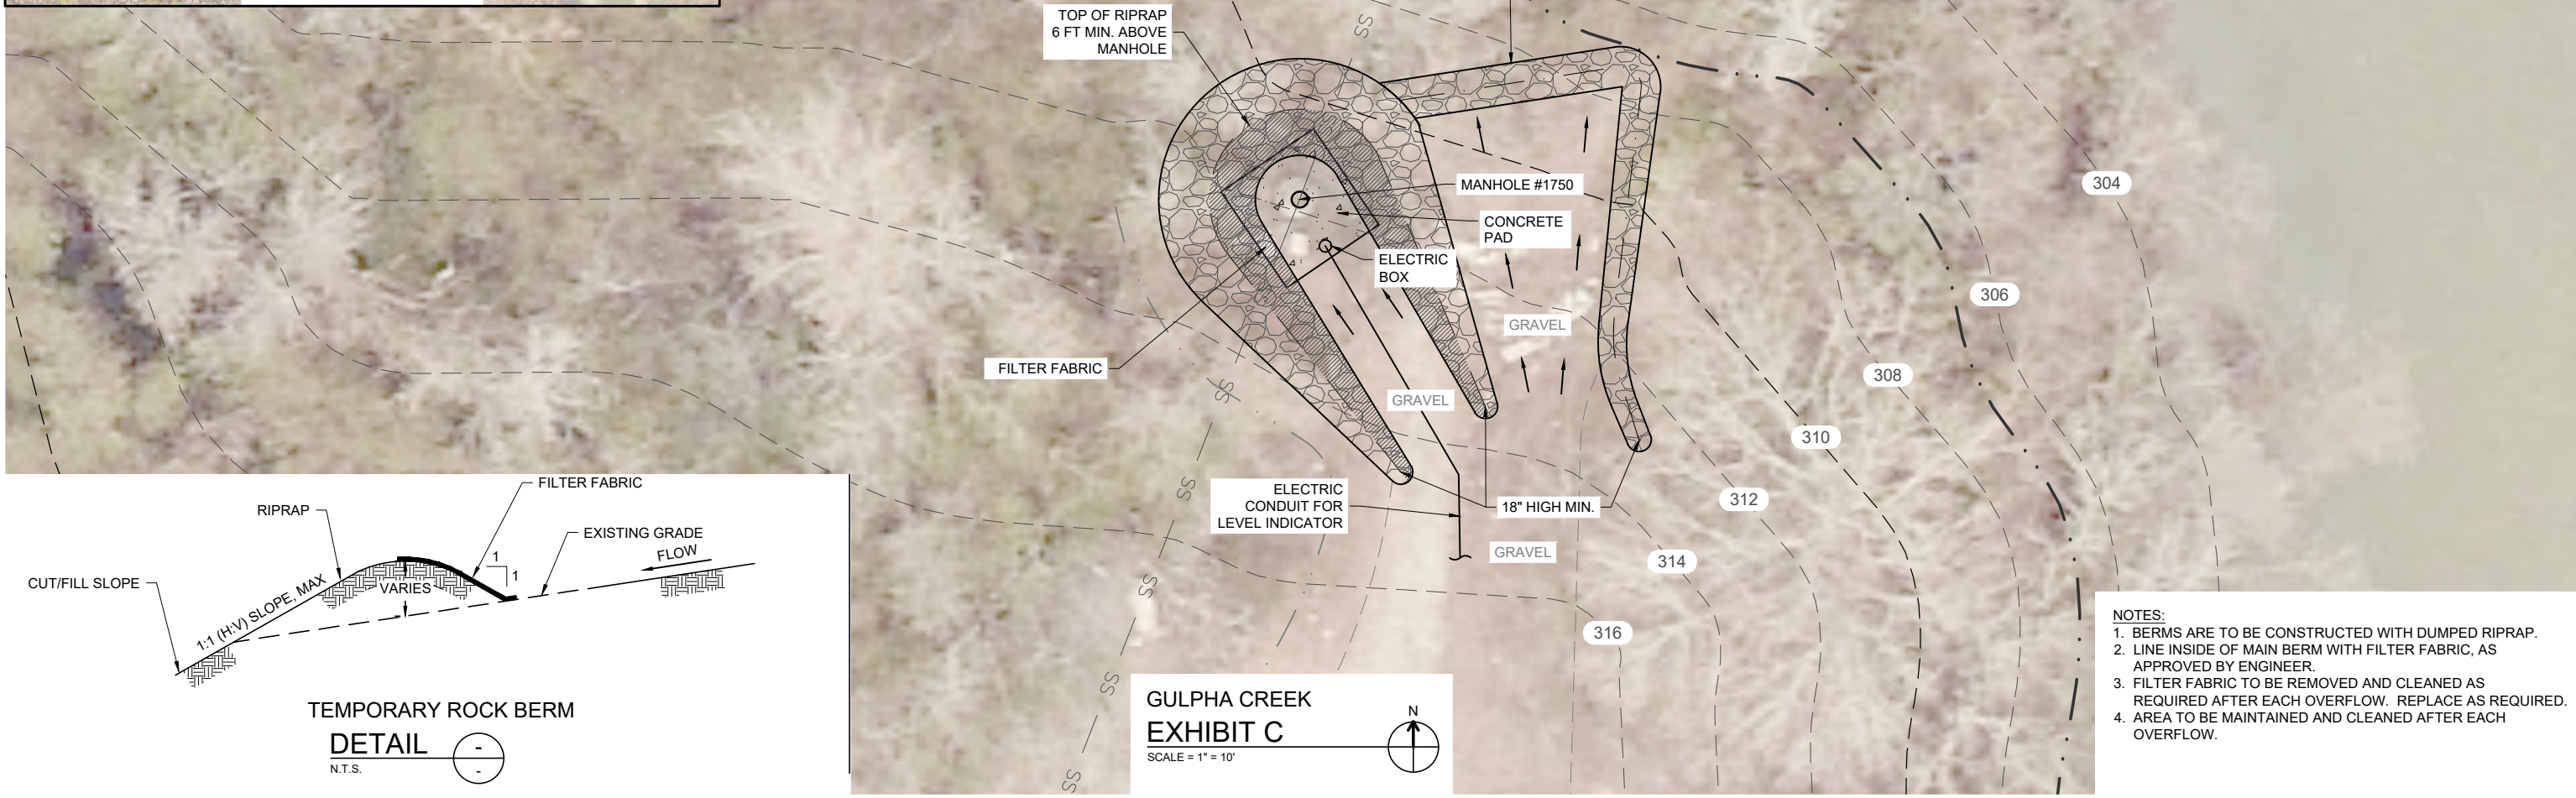 TOP OF RIPRAP
6 FT MIN. ABOVE
MANHOLE
SS
MANHOLE #1750
CONCRETE
PAD
ELECTRIC
BOX
304
306
GRAVEL
FILTER FABRIC
308
SS
GRAVEL
310
SS
ELECTRIC
CONDUIT FOR
LEVEL INDICATOR
18" HIGH MIN.
312
GRAVEL
314
SS
316
SS
SS
FILTER FABRIC
RIPRAP
EXISTING GRADE
FLOW
1
1
CUT/FILL SLOPE
VARIES
1:1 (H:V) SLOPE, MAX
TEMPORARY ROCK BERM
DETAIL
-
-
N.T.S.
GULPHA CREEK
EXHIBIT C
N
SCALE = 1" = 10'
NOTES:
1. BERMS ARE TO BE CONSTRUCTED WITH DUMPED RIPRAP.
2. LINE INSIDE OF MAIN BERM WITH FILTER FABRIC, AS
APPROVED BY ENGINEER.
3. FILTER FABRIC TO BE REMOVED AND CLEANED AS
REQUIRED AFTER EACH OVERFLOW. REPLACE AS REQUIRED.
4. AREA TO BE MAINTAINED AND CLEANED AFTER EACH
OVERFLOW.